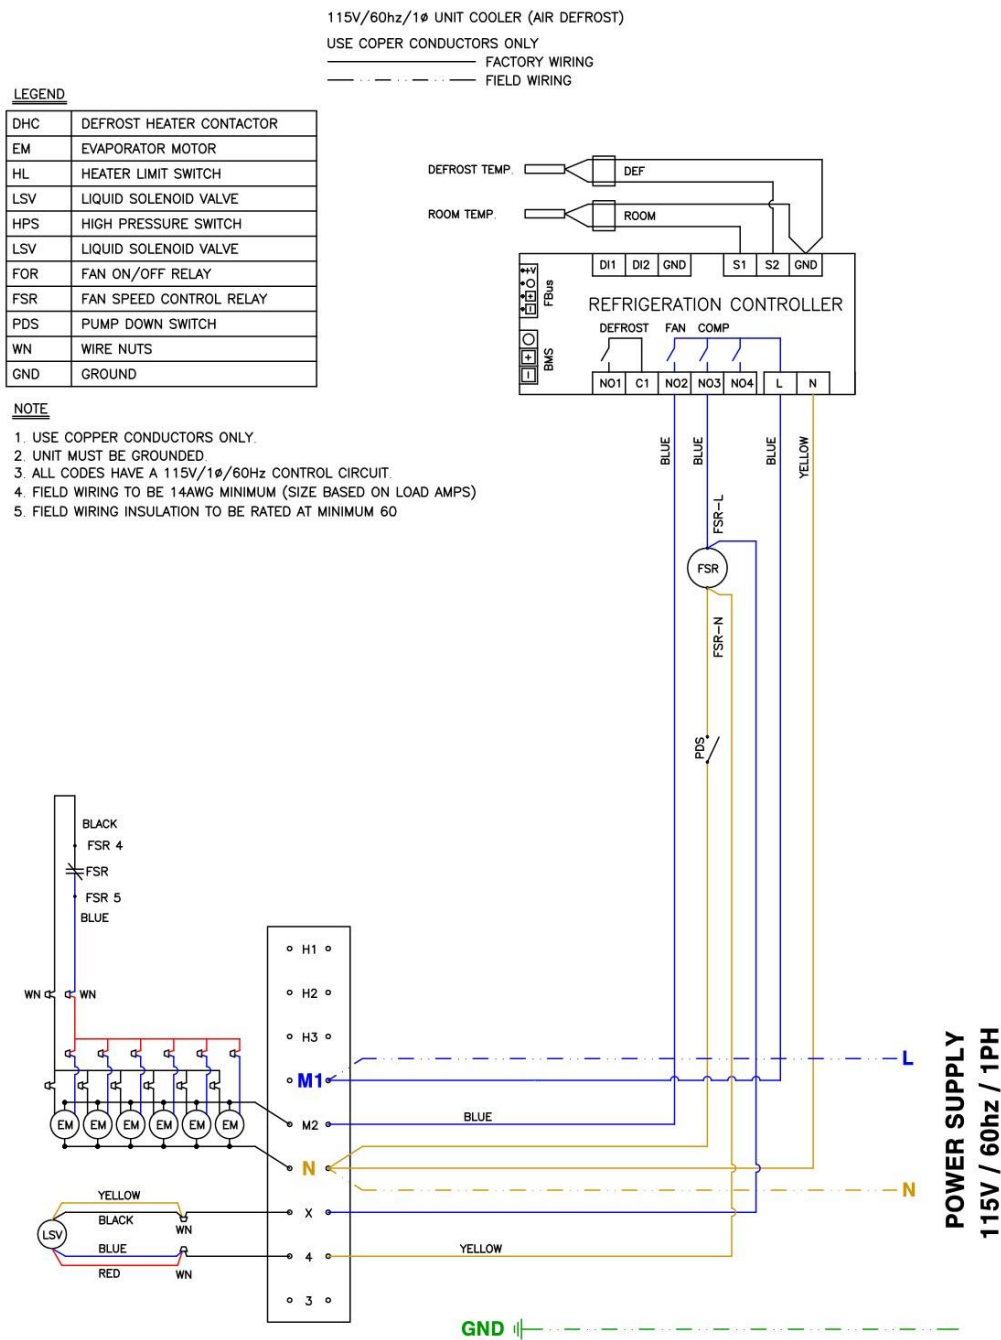 115V/60hz/1ø UNIT COOLER (AIR DEFROST)
USE COPER CONDUCTORS ONLY
FACTORY WIRING
FIELD WIRING
LEGEND
DHC DEFROST HEATER CONTACTOR
EM EVAPORATOR MOTOR
HL HEATER LIMIT SWITCH
LSV LIQUID SOLENOID VALVE
HPS HIGH PRESSURE SWITCH
LSV LIQUID SOLENOID VALVE
FOR FAN ON/OFF RELAY
FSR FAN SPEED CONTROL RELAY
PDS PUMP DOWN SWITCH
WN WIRE NUTS
GND GROUND
NOTE
1. USE COPPER CONDUCTORS ONLY.
2. UNIT MUST BE GROUNDED.
3. ALL CODES HAVE A 115V/1ø/60Hz CONTROL CIRCUIT.
4. FIELD WIRING TO BE 14AWG MINIMUM (SIZE BASED ON LOAD AMPS)
5. FIELD WIRING INSULATION TO BE RATED AT MINIMUM 60
DEFROST TEMP. DEF
ROOM TEMP. ROOM
DI1 DI2 GND S1 S2 GND
+V
FBus
BMS
REFRIGERATION CONTROLLER
DEFROST FAN COMP
NO1 C1 NO2 NO3 NO4 L N
BLUE
BLUE
BLUE
YELLOW
FSR-L
FSR
FSR-N
PDS
BLACK
FSR 4
FSR
FSR 5
BLUE
WN WN
H1
H2
H3
M1
L
M2
BLUE
EM EM EM EM EM EM
N
N
X
4
YELLOW
3
YELLOW
BLACK
WN
LSV
BLUE
RED
WN
GND
POWER SUPPLY
115V / 60hz / 1PH